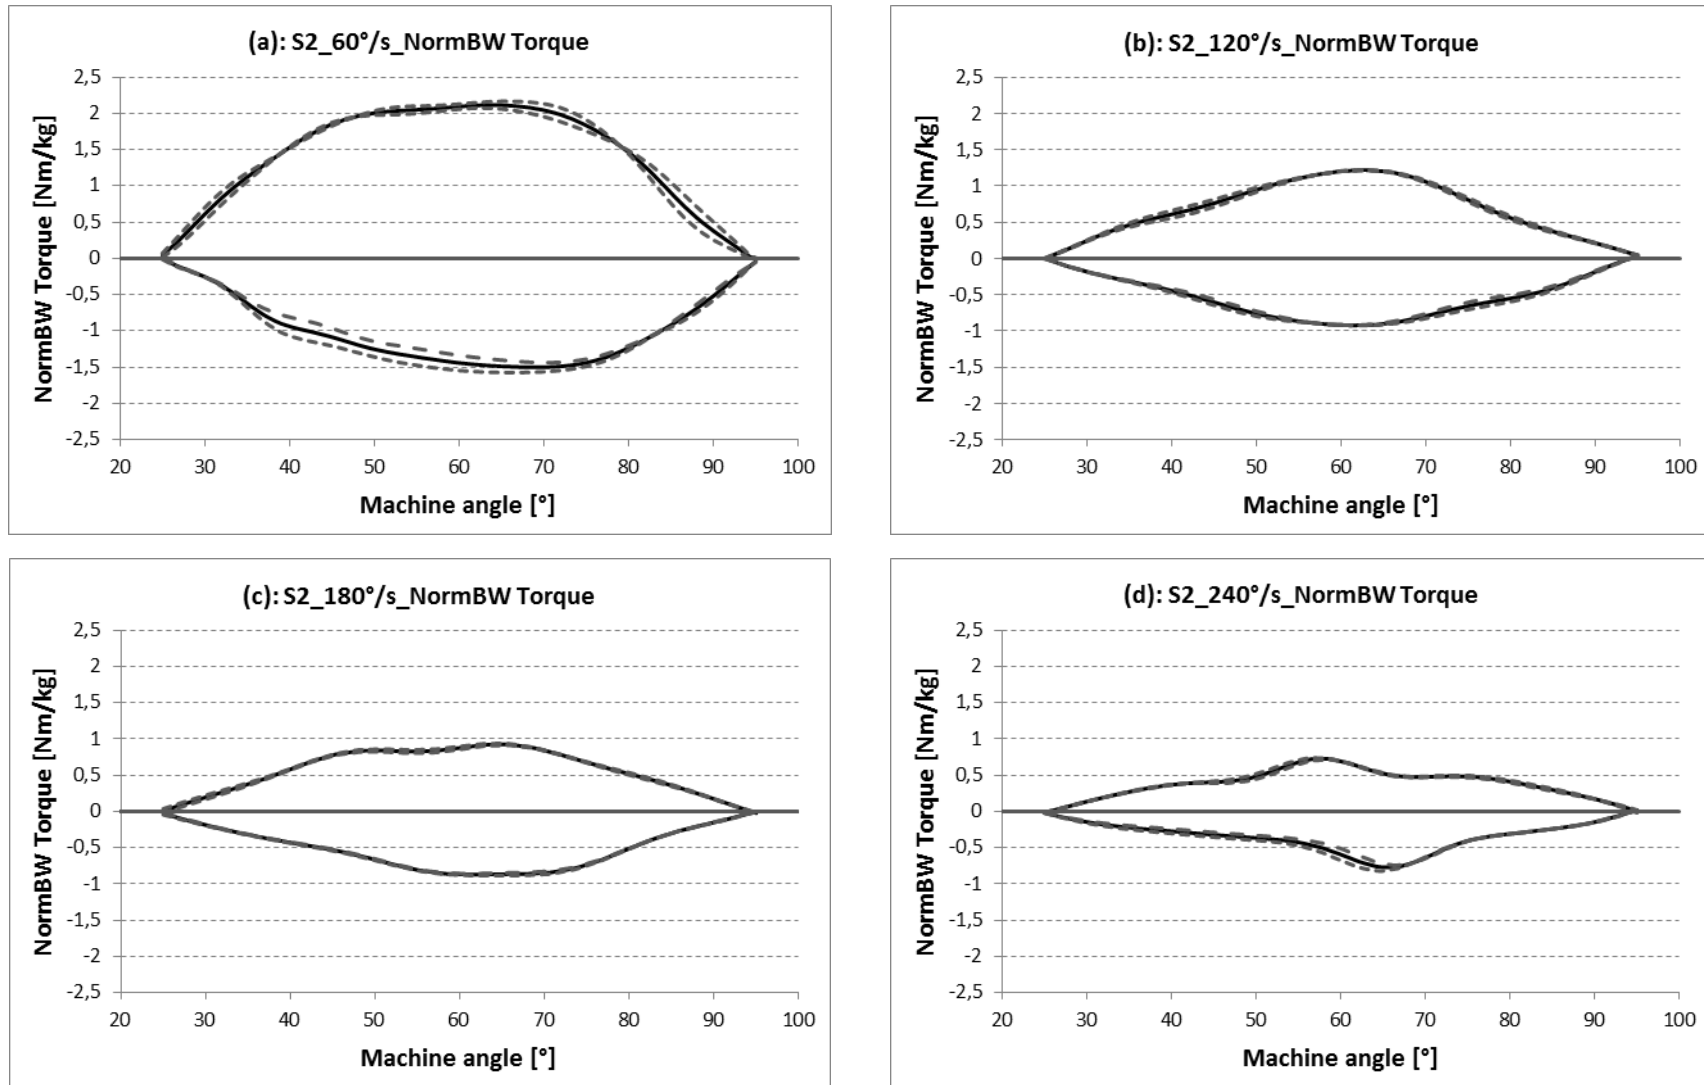 (a): S2_60°/s_NormBW Torque
NormBW Torque [Nm/kg]
2,5
2
1,5
1
0,5
0
-0,5
-1
-1,5
-2
-2,5
20 30 40 50 60 70 80 90 100
Machine angle [°]
(b): S2_120°/s_NormBW Torque
NormBW Torque [Nm/kg]
2,5
2
1,5
1
0,5
0
-0,5
-1
-1,5
-2
-2,5
20 30 40 50 60 70 80 90 100
Machine angle [°]
(c): S2_180°/s_NormBW Torque
NormBW Torque [Nm/kg]
2,5
2
1,5
1
0,5
0
-0,5
-1
-1,5
-2
-2,5
20 30 40 50 60 70 80 90 100
Machine angle [°]
(d): S2_240°/s_NormBW Torque
NormBW Torque [Nm/kg]
2,5
2
1,5
1
0,5
0
-0,5
-1
-1,5
-2
-2,5
20 30 40 50 60 70 80 90 100
Machine angle [°]